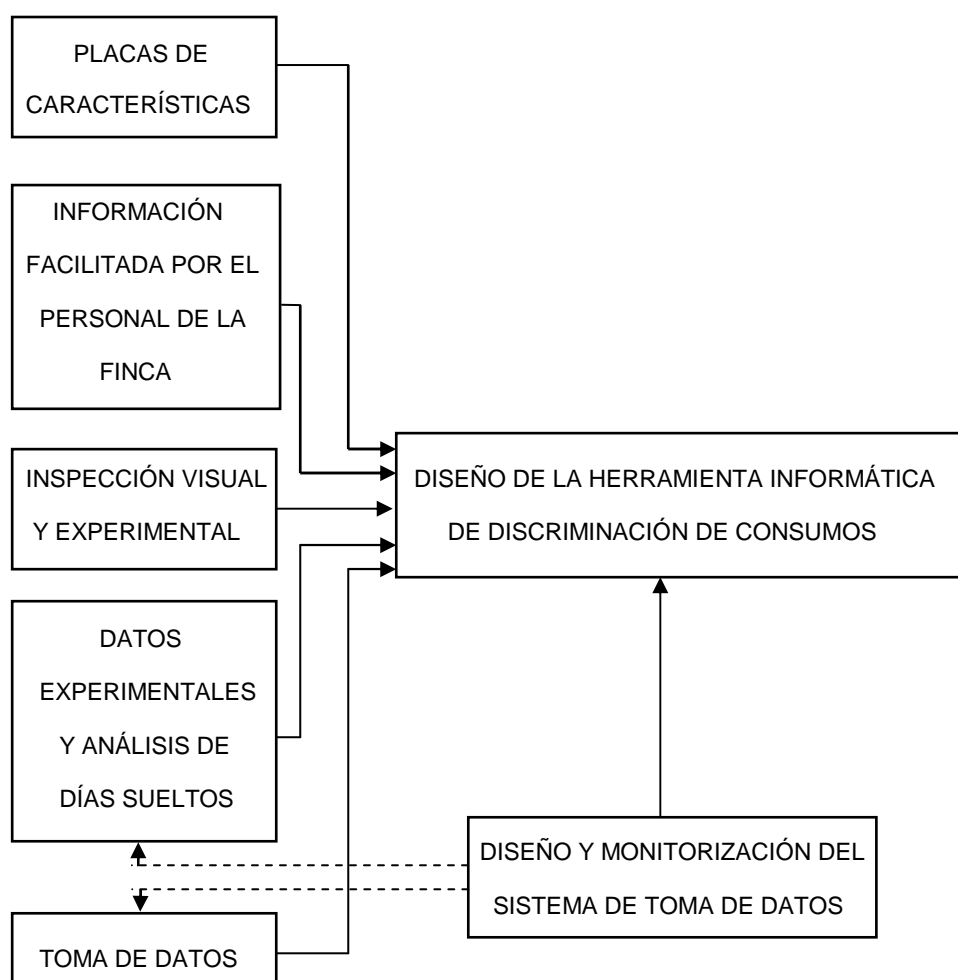 PLACAS DE
CARACTERÍSTICAS
INFORMACIÓN
FACILITADA POR EL
PERSONAL DE LA
FINCA
INSPECCIÓN VISUAL
Y EXPERIMENTAL
DISEÑO DE LA HERRAMIENTA INFORMÁTICA
DE DISCRIMINACIÓN DE CONSUMOS
DATOS
EXPERIMENTALES
Y ANÁLISIS DE
DÍAS SUELTOS
DISEÑO Y MONITORIZACIÓN DEL
SISTEMA DE TOMA DE DATOS
TOMA DE DATOS